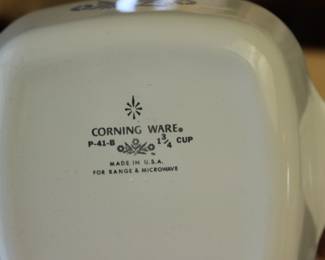 CORNING WARE®
P-41-B 1 3/4 CUP
MADE IN U.S.A.
FOR RANGE & MICROWAVE